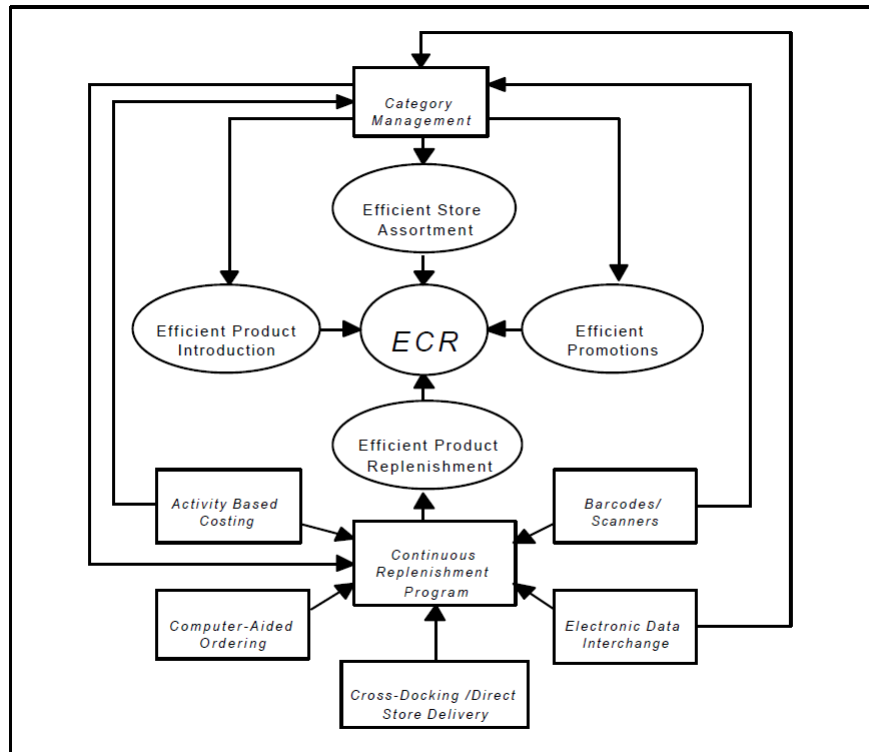 Category
Management
Efficient Store
Assortment
Efficient Product
Introduction
ECR
Efficient
Promotions
Efficient Product
Replenishment
Activity Based
Costing
Barcodes/
Scanners
Continuous
Replenishment
Program
Computer-Aided
Ordering
Electronic Data
Interchange
Cross-Docking /Direct
Store Delivery